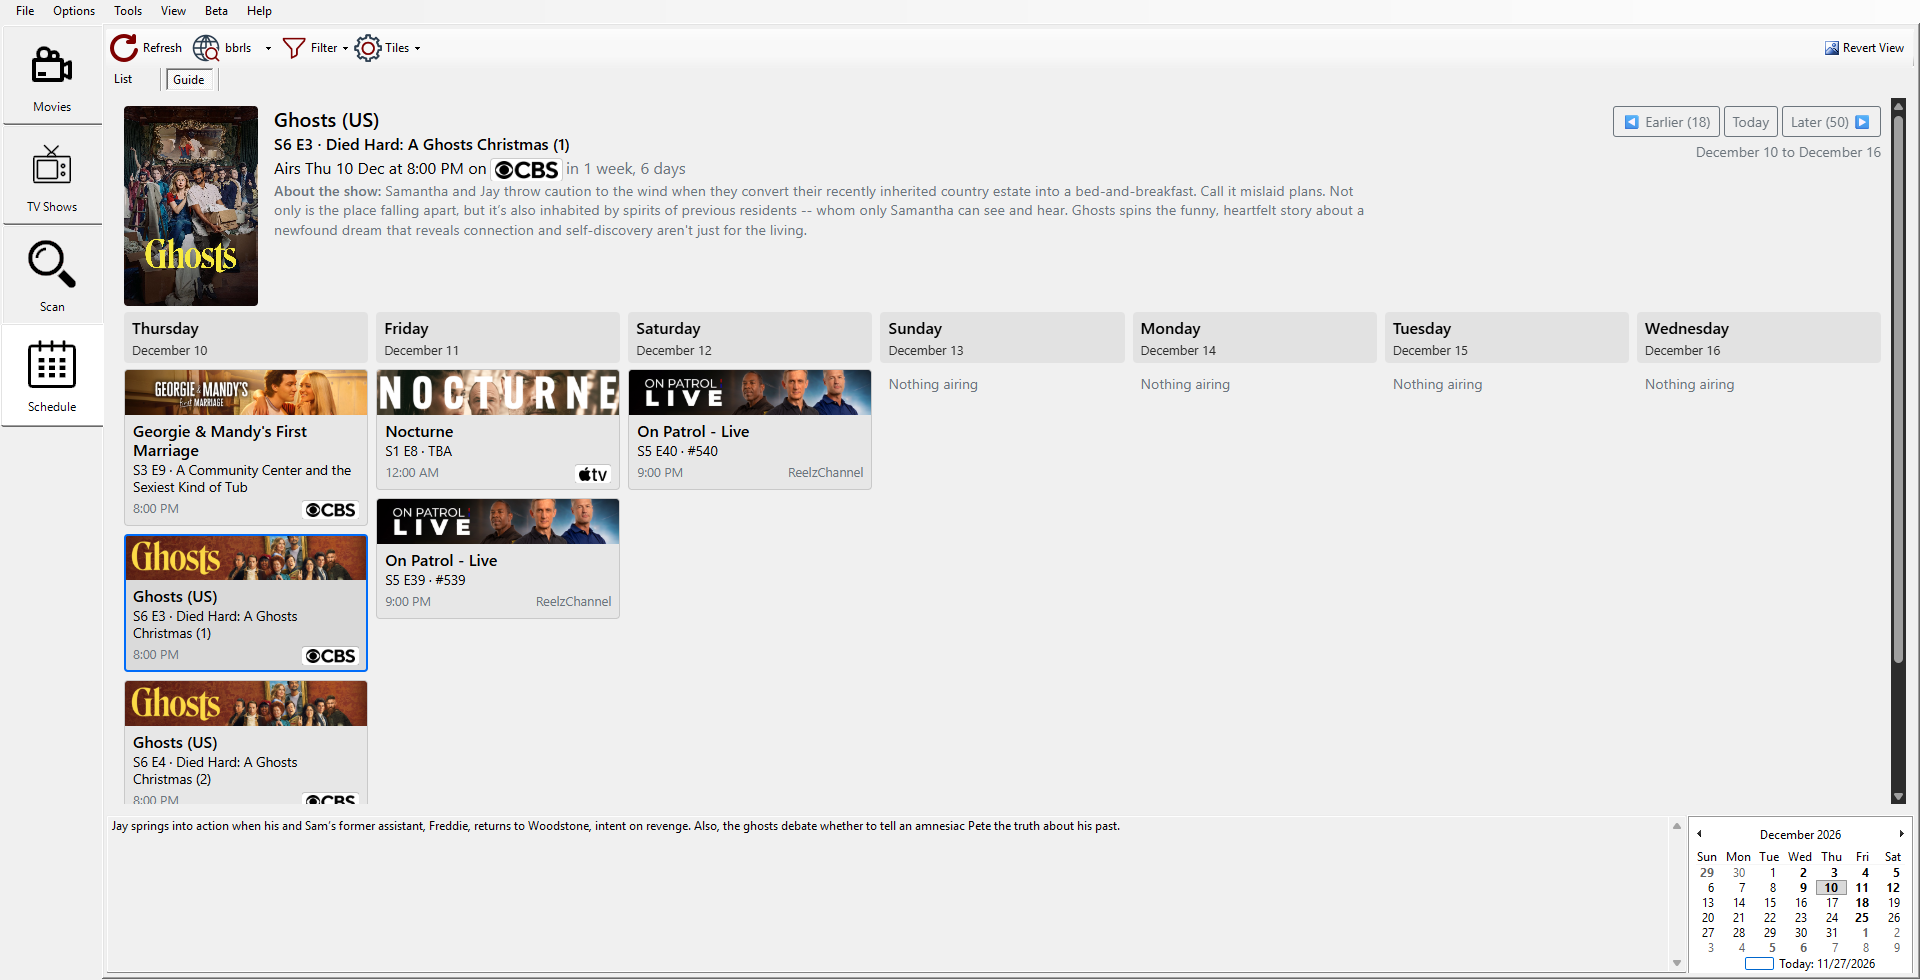 File Options Tools View Beta Help
Refresh bbrls Filter Tiles Revert View
List Guide
Movies
TV Shows
Scan
Schedule
Ghosts
Ghosts (US)
S6 E3 · Died Hard: A Ghosts Christmas (1)
Airs Thu 10 Dec at 8:00 PM on CBS in 1 week, 6 days
About the show: Samantha and Jay throw caution to the wind when they convert their recently inherited country estate into a bed-and-breakfast. Call it mislaid plans. Not
only is the place falling apart, but it's also inhabited by spirits of previous residents -- whom only Samantha can see and hear. Ghosts spins the funny, heartfelt story about a
newfound dream that reveals connection and self-discovery aren't just for the living.
Earlier (18) Today Later (50)
December 10 to December 16
Thursday
December 10
GEORGIE & MANDY'S
first MARRIAGE
Georgie & Mandy's First
Marriage
S3 E9 · A Community Center and the
Sexiest Kind of Tub
8:00 PM CBS
Ghosts
Ghosts (US)
S6 E3 · Died Hard: A Ghosts
Christmas (1)
8:00 PM CBS
Ghosts
Ghosts (US)
S6 E4 · Died Hard: A Ghosts
Christmas (2)
8:00 PM CBS
Friday
December 11
NOCTURNE
Nocturne
S1 E8 · TBA
12:00 AM tv
ON PATROL
LIVE
On Patrol - Live
S5 E39 · #539
9:00 PM ReelzChannel
Saturday
December 12
ON PATROL
LIVE
On Patrol - Live
S5 E40 · #540
9:00 PM ReelzChannel
Sunday
December 13
Nothing airing
Monday
December 14
Nothing airing
Tuesday
December 15
Nothing airing
Wednesday
December 16
Nothing airing
Jay springs into action when his and Sam's former assistant, Freddie, returns to Woodstone, intent on revenge. Also, the ghosts debate whether to tell an amnesiac Pete the truth about his past.
December 2026
Sun Mon Tue Wed Thu Fri Sat
29 30 1 2 3 4 5
6 7 8 9 10 11 12
13 14 15 16 17 18 19
20 21 22 23 24 25 26
27 28 29 30 31 1 2
3 4 5 6 7 8 9
Today: 11/27/2026